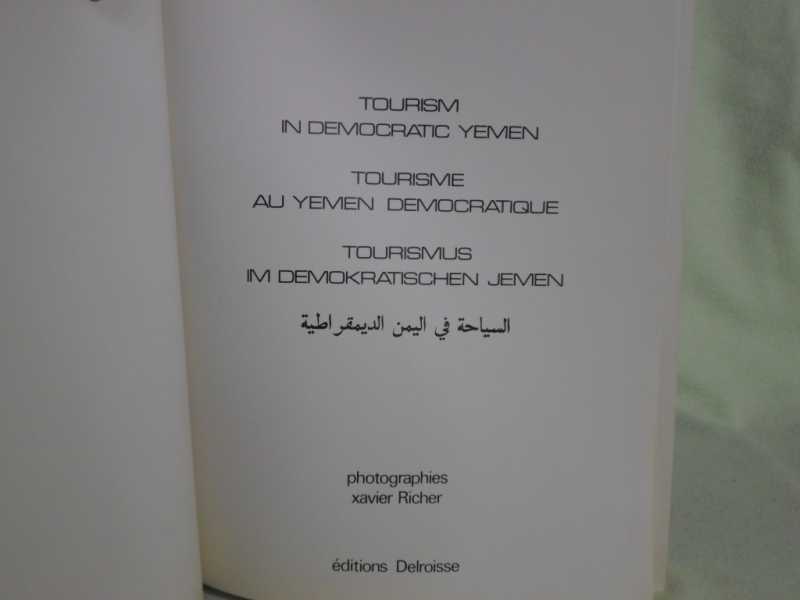 TOURISM
IN DEMOCRATIC YEMEN
TOURISME
AU YEMEN DEMOCRATIQUE
TOURISMUS
IM DEMOKRATISCHEN JEMEN
السياحة في اليمن الديمقراطية
photographies
xavier Richer
éditions Delroisse